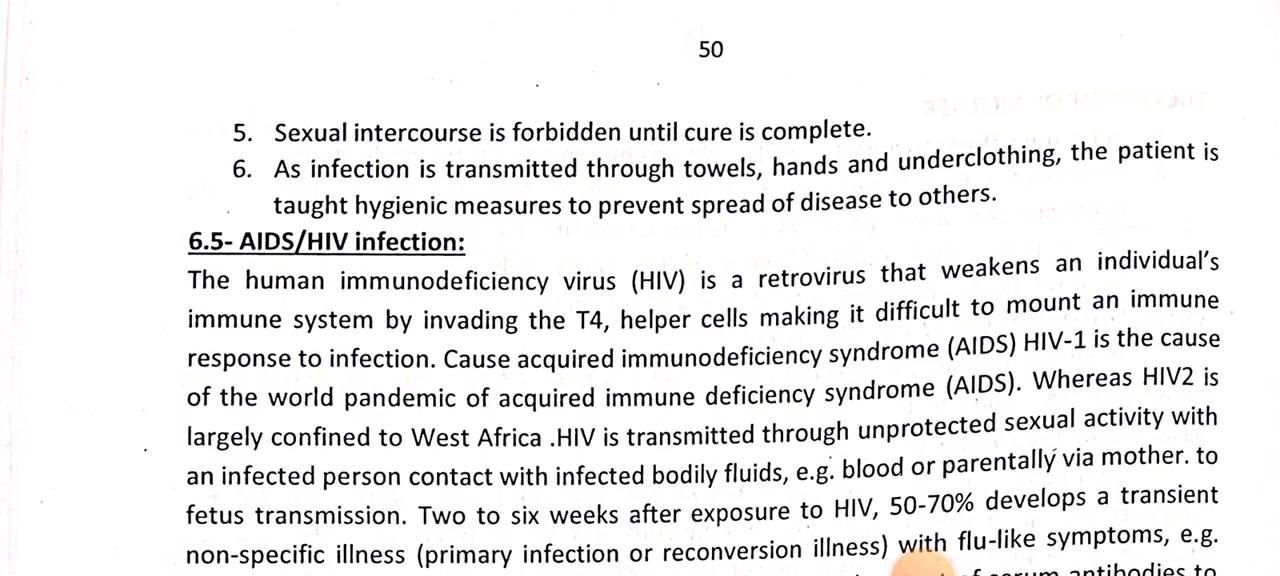 50
5. Sexual intercourse is forbidden until cure is complete.
6. As infection is transmitted through towels, hands and underclothing, the patient is
taught hygienic measures to prevent spread of disease to others.
6.5- AIDS/HIV infection:
The human immunodeficiency virus (HIV) is a retrovirus that weakens an individual's
immune system by invading the T4, helper cells making it difficult to mount an immune
response to infection. Cause acquired immunodeficiency syndrome (AIDS) HIV-1 is the cause
of the world pandemic of acquired immune deficiency syndrome (AIDS). Whereas HIV2 is
largely confined to West Africa .HIV is transmitted through unprotected sexual activity with
an infected person contact with infected bodily fluids, e.g. blood or parentally via mother. to
fetus transmission. Two to six weeks after exposure to HIV, 50-70% develops a transient
non-specific illness (primary infection or reconversion illness) with flu-like symptoms, e.g.
antibodies to